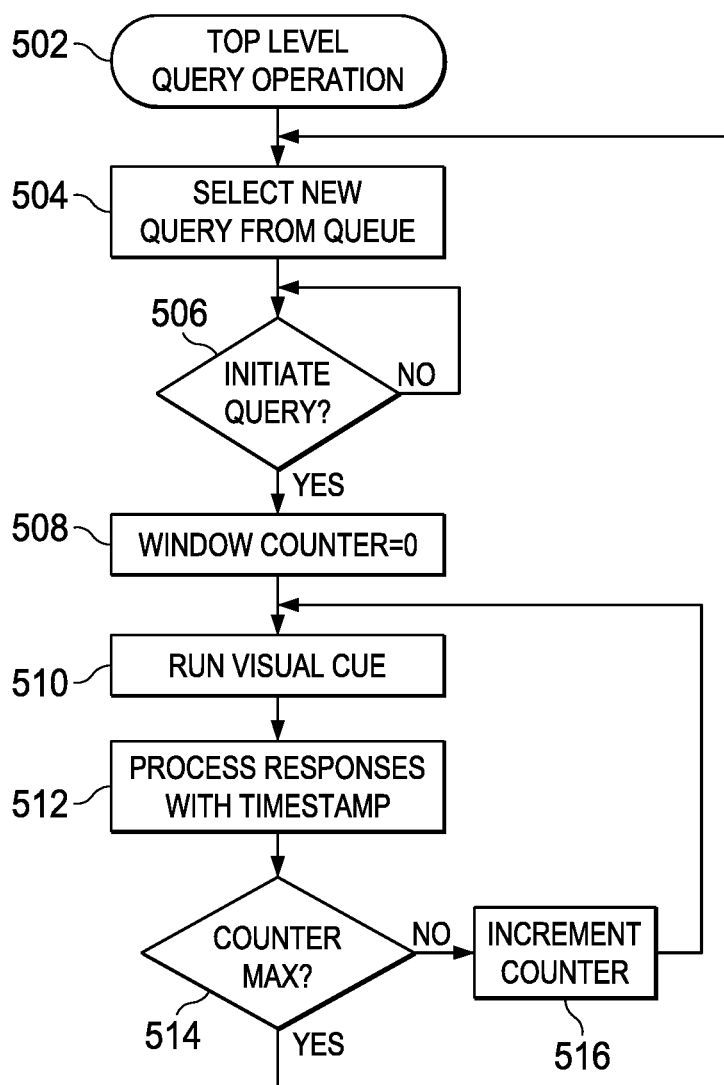 502
TOP LEVEL
QUERY OPERATION
504
SELECT NEW
QUERY FROM QUEUE
506
INITIATE
QUERY?
NO
YES
508
WINDOW COUNTER=0
510
RUN VISUAL CUE
512
PROCESS RESPONSES
WITH TIMESTAMP
COUNTER
MAX?
NO
INCREMENT
COUNTER
514
YES
516